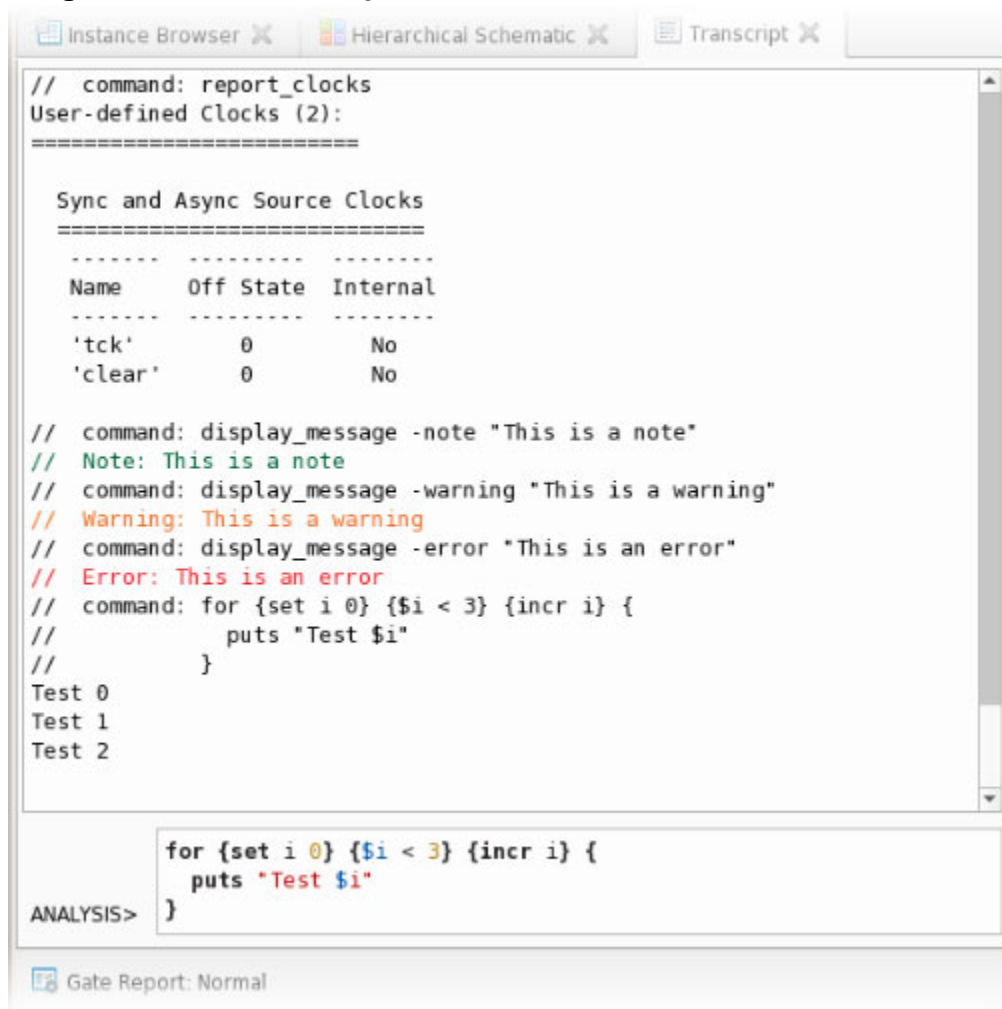 Instance Browser Hierarchical Schematic Transcript
// command: report_clocks
User-defined Clocks (2):
=========================
Sync and Async Source Clocks
============================
------- --------- --------
Name Off State Internal
------- --------- --------
'tck' 0 No
'clear' 0 No
// command: display_message -note "This is a note"
// Note: This is a note
// command: display_message -warning "This is a warning"
// Warning: This is a warning
// command: display_message -error "This is an error"
// Error: This is an error
// command: for {set i 0} {$i < 3} {incr i} {
// puts "Test $i"
// }
Test 0
Test 1
Test 2
for {set i 0} {$i < 3} {incr i} {
puts "Test $i"
ANALYSIS> }
Gate Report: Normal